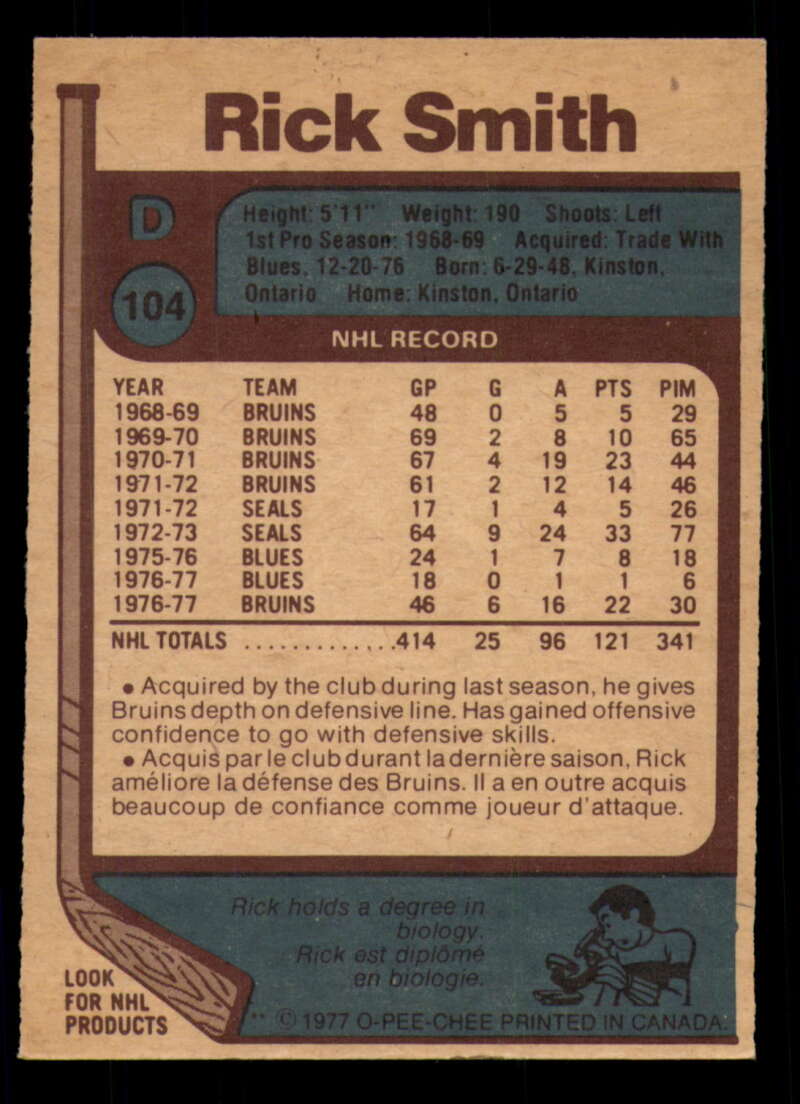 Rick Smith
D
104
Height: 5'11" Weight: 190 Shoots: Left
1st Pro Season: 1968-69 Acquired: Trade With
Blues, 12-20-76 Born: 6-29-48, Kinston,
Ontario Home: Kinston, Ontario
NHL RECORD
YEAR TEAM GP G A PTS PIM
1968-69 BRUINS 48 0 5 5 29
1969-70 BRUINS 69 2 8 10 65
1970-71 BRUINS 67 4 19 23 44
1971-72 BRUINS 61 2 12 14 46
1971-72 SEALS 17 1 4 5 26
1972-73 SEALS 64 9 24 33 77
1975-76 BLUES 24 1 7 8 18
1976-77 BLUES 18 0 1 1 6
1976-77 BRUINS 46 6 16 22 30
NHL TOTALS ..............414 25 96 121 341
• Acquired by the club during last season, he gives
Bruins depth on defensive line. Has gained offensive
confidence to go with defensive skills.
• Acquis par le club durant la dernière saison, Rick
améliore la défense des Bruins. Il a en outre acquis
beaucoup de confiance comme joueur d'attaque.
Rick holds a degree in
biology.
Rick est diplômé
en biologie.
LOOK
FOR NHL
PRODUCTS
** © 1977 O-PEE-CHEE PRINTED IN CANADA.